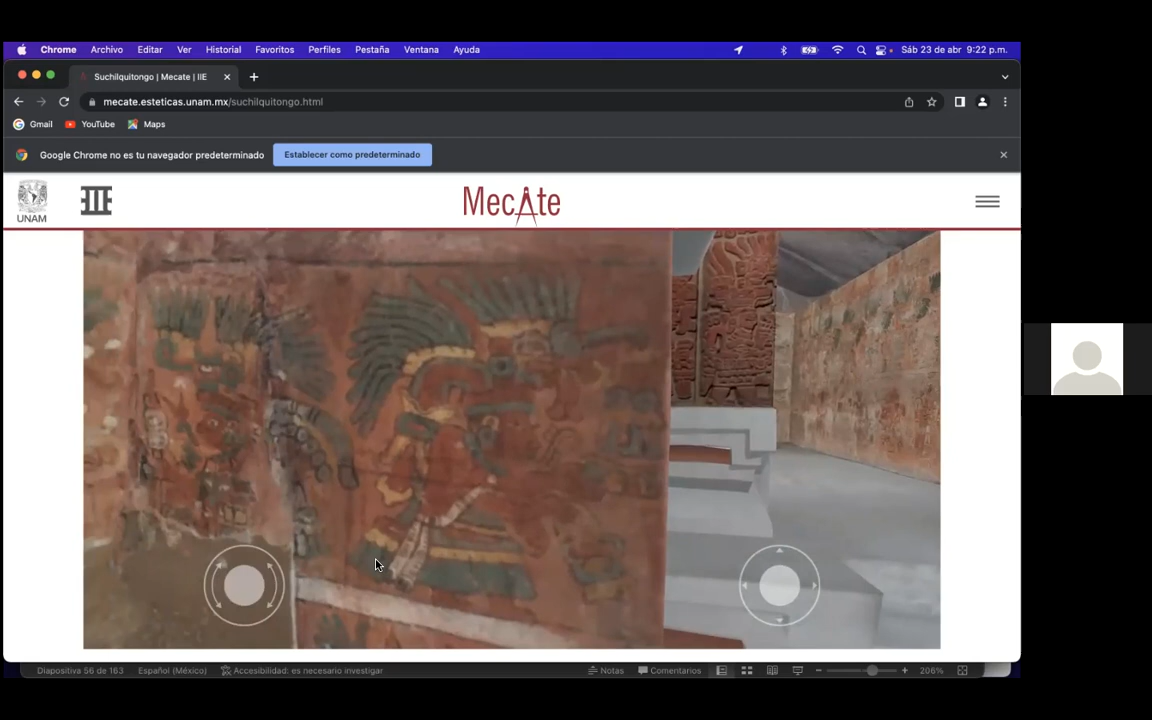 Chrome Archivo Editar Ver Historial Favoritos Perfiles Pestaña Ventana Ayuda Sáb 23 de abr 9:22 p.m.
Suchilquitongo | Mecate | IIE
mecate.esteticas.unam.mx/suchilquitongo.html
Gmail YouTube Maps
Google Chrome no es tu navegador predeterminado Establecer como predeterminado
UNAM
MecAte
Diapositiva 56 de 163 Español (México) Accesibilidad: es necesario investigar Notas Comentarios 206%